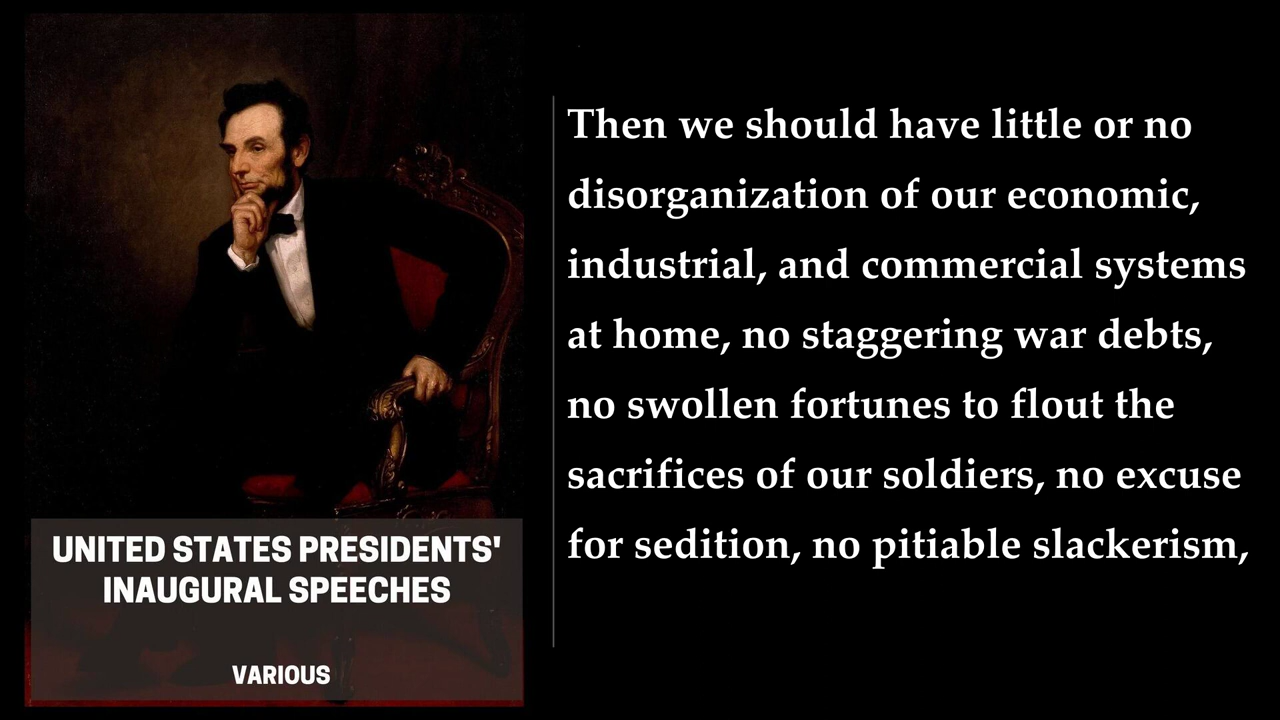 Then we should have little or no
disorganization of our economic,
industrial, and commercial systems
at home, no staggering war debts,
no swollen fortunes to flout the
sacrifices of our soldiers, no excuse
for sedition, no pitiable slackerism,
UNITED STATES PRESIDENTS'
INAUGURAL SPEECHES
VARIOUS